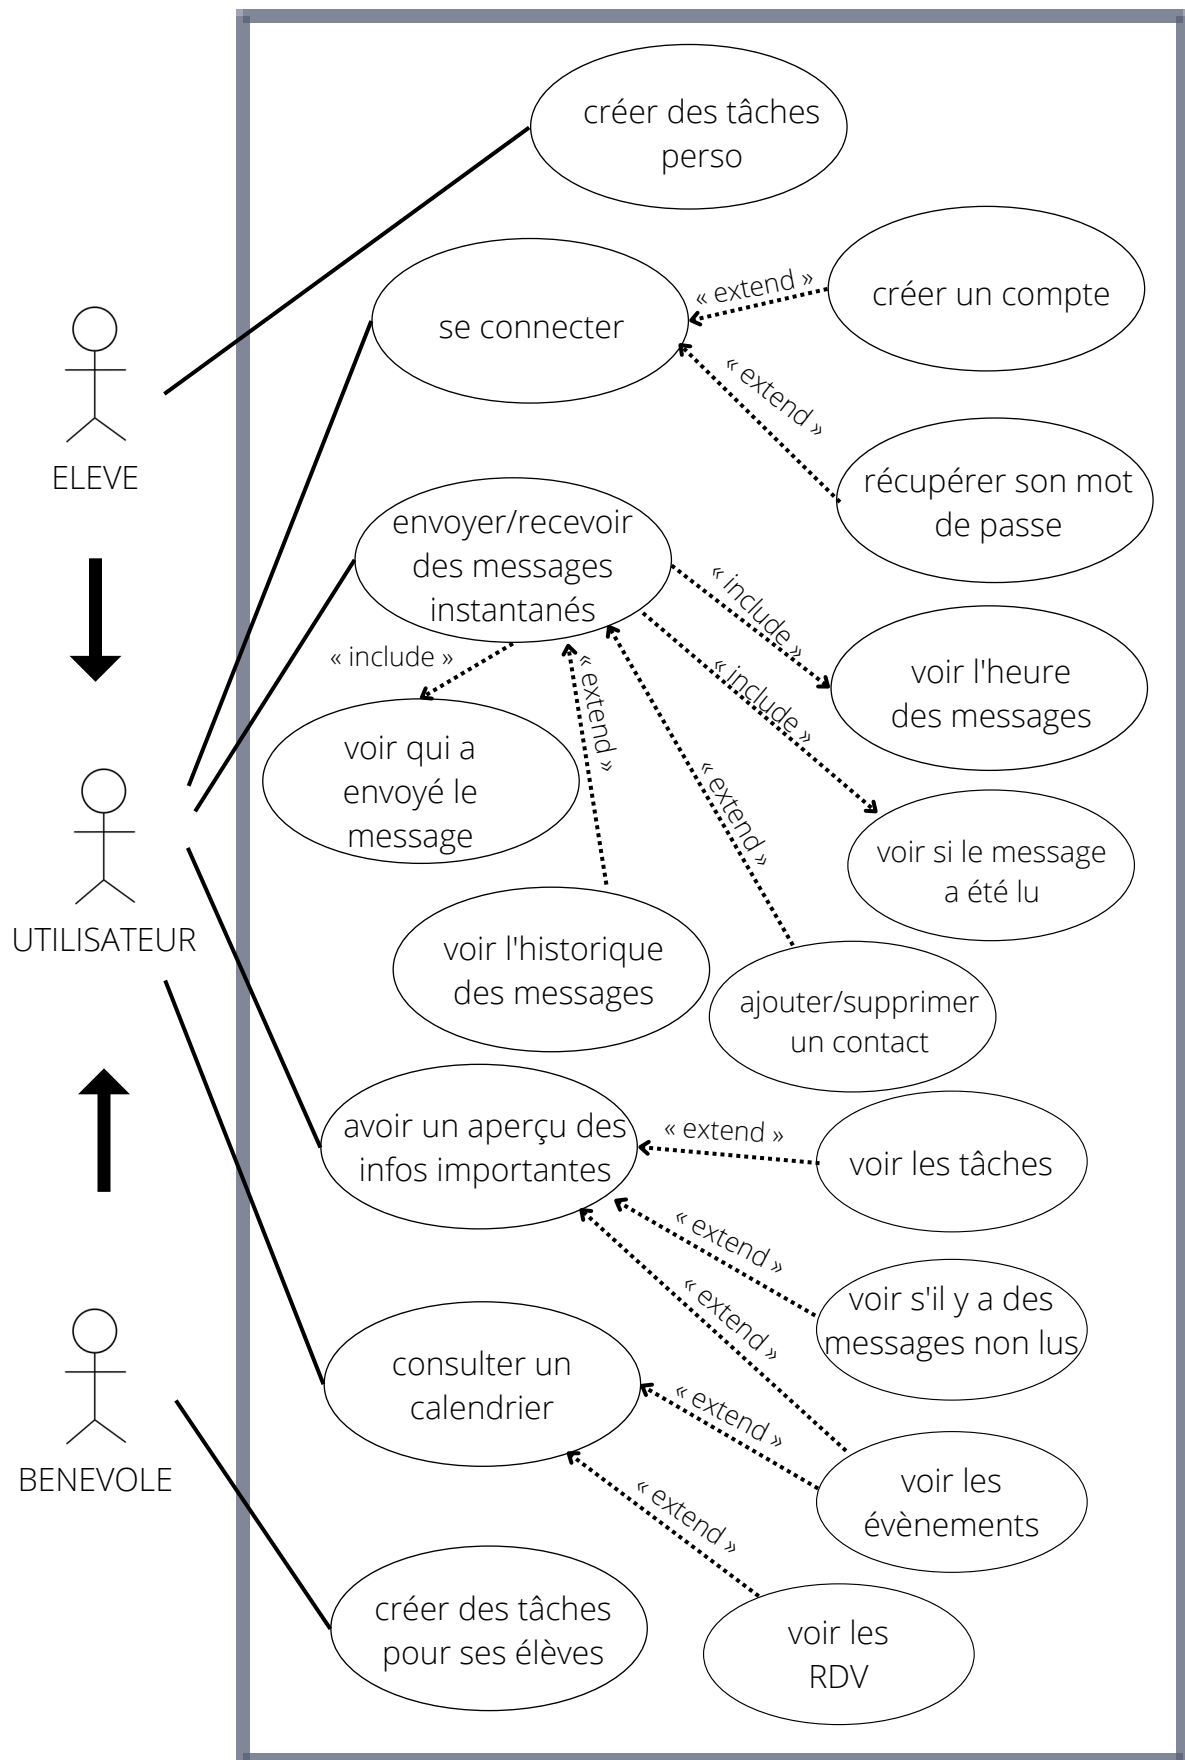 créer des tâches
perso
« extend »
créer un compte
se connecter
« extend »
ELEVE
récupérer son mot
de passe
envoyer/recevoir
des messages
instantanés
« include »
« include »
« include »
« extend »
voir l'heure
des messages
voir qui a
envoyé le
message
« extend »
voir si le message
a été lu
UTILISATEUR
voir l'historique
des messages
ajouter/supprimer
un contact
avoir un aperçu des
infos importantes
« extend »
voir les tâches
« extend »
« extend »
voir s'il y a des
messages non lus
consulter un
calendrier
« extend »
BENEVOLE
« extend »
voir les
évènements
créer des tâches
pour ses élèves
voir les
RDV